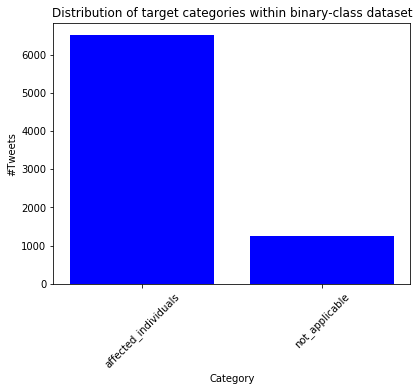 Distribution of target categories within binary-class dataset
#Tweets
6000
5000
4000
3000
2000
1000
0
affected_individuals
not_applicable
Category